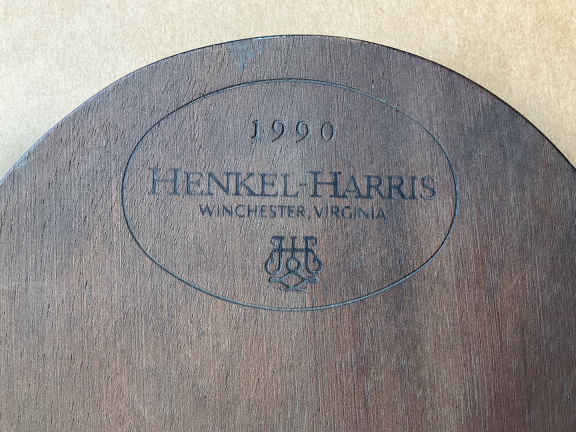 1990
HENKEL-HARRIS
WINCHESTER, VIRGINIA